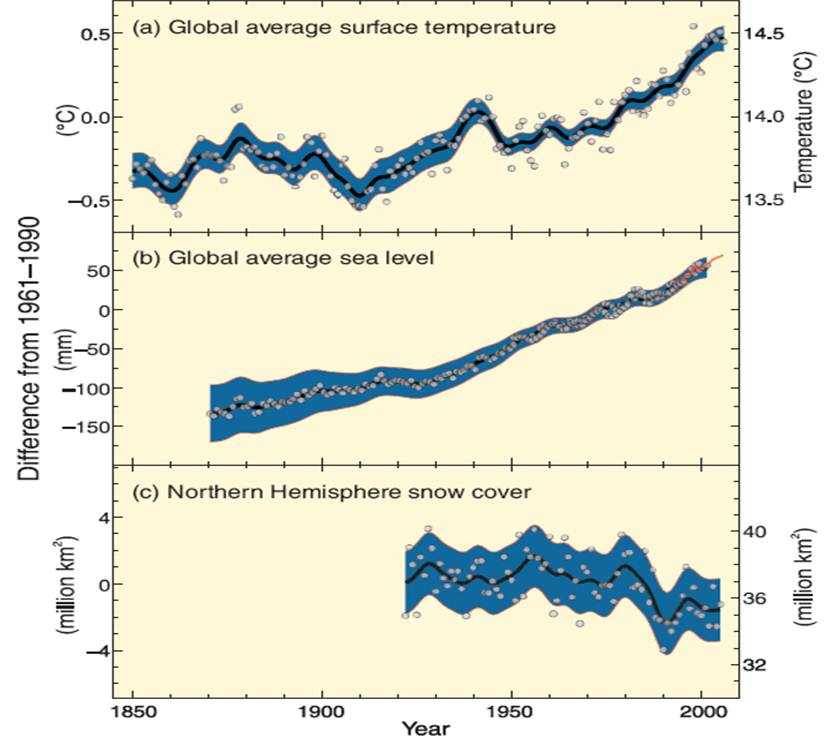 (a) Global average surface temperature
0.5
0.0
−0.5
(°C)
14.5
14.0
13.5
Temperature (°C)
Difference from 1961–1990
(b) Global average sea level
50
0
−50
−100
−150
(mm)
(c) Northern Hemisphere snow cover
4
0
−4
(million km²)
40
36
32
(million km²)
1850 1900 1950 2000
Year